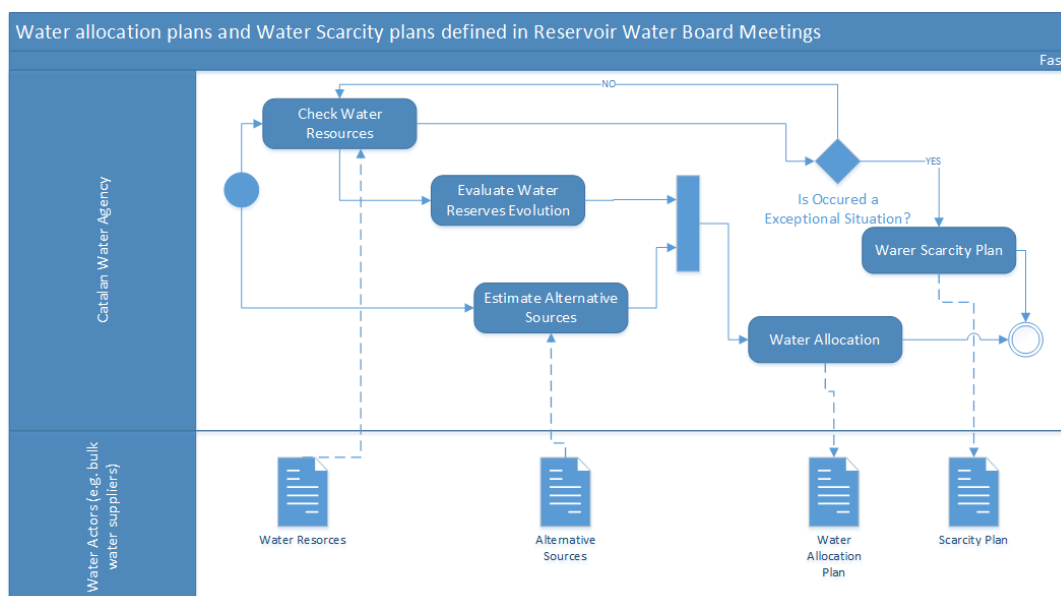 Water allocation plans and Water Scarcity plans defined in Reservoir Water Board Meetings
Fas
Catalan Water Agency
NO
Check Water
Resources
YES
Evaluate Water
Reserves Evolution
Is Occured a
Exceptional Situation?
Warer Scarcity Plan
Estimate Alternative
Sources
Water Allocation
Water Actors (e.g. bulk
water suppliers)
Water Resorces
Alternative
Sources
Water
Allocation
Plan
Scarcity Plan